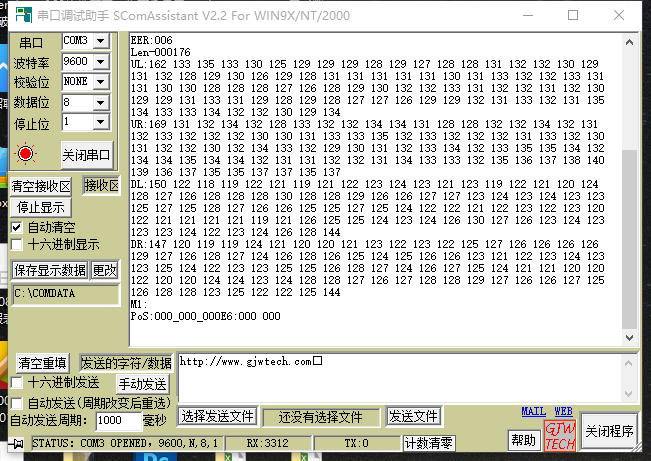 串口调试助手 SComAssistant V2.2 For WIN9X/NT/2000
串口 COM3
波特率 9600
校验位 NONE
数据位 8
停止位 1
关闭串口
清空接收区 接收区
停止显示
自动清空
十六进制显示
保存显示数据 更改
C:\COMDATA
EER:006
Len-000176
UL:162 133 135 133 130 125 129 129 128 129 128 129 127 128 128 131 132 132 130 129
131 132 128 129 130 129 128 131 131 131 131 130 131 133 130 132 132 133 131
131 131 130 130 128 128 127 126 128 129 130 132 132 133 132 131 132 131 130
129 129 131 133 131 129 128 129 128 127 127 126 129 129 131 133 132 131 135
134 133 133 134 132 132 130 129 134
UR:169 131 132 134 132 128 133 132 132 134 134 131 128 128 132 132 134 132 131
132 133 132 132 132 130 130 131 133 133 135 132 133 132 132 131 133 132 130
131 132 130 129 132 130 134 133 132 133 132 134 134 133 134 135 134 132
134 134 135 134 134 131 131 132 132 132 131 134 133 133 132 135 136 137 138 140
139 136 137 135 135 137 137 135 137
DL:150 122 118 119 121 119 121 122 123 124 123 121 123 119 122 121 120 124
128 127 126 128 128 130 126 128 128 125 124 127 125 124 123 124 123 123
125 127 125 128 127 126 125 125 127 125 124 122 122 121 122 123 122 123 120
122 121 121 121 119 121 126 125 125 124 125 124 126 130 127 126 123 124 123
123 123 124 122 123 124 126 128 144
DR:147 120 119 119 124 121 120 120 121 123 122 123 122 125 127 126 126 126 126
129 127 126 128 127 124 126 125 124 126 123 126 128 126 129 127 123 123 124
124 125 126 127 128 126 125 126 124 124 125 127 125 124 121 121 120 120
122 122 124 120 120 124 124 128 128 128 126 129 127 128 129 128 128 127 125
126 128 128 123 125 122 122 125 144
M1:
PoS:000_000_000E6:000 000
清空重填 发送的字符/数据
http://www.gjwtech.com
十六进制发送 手动发送
自动发送(周期改变后重选)
自动发送周期: 1000 毫秒
选择发送文件 还没有选择文件 发送文件
MAIL WEB
帮助
GJW
TECH
关闭程序
STATUS: COM3 OPENED, 9600,N,8,1 RX:3312 TX:0 计数清零